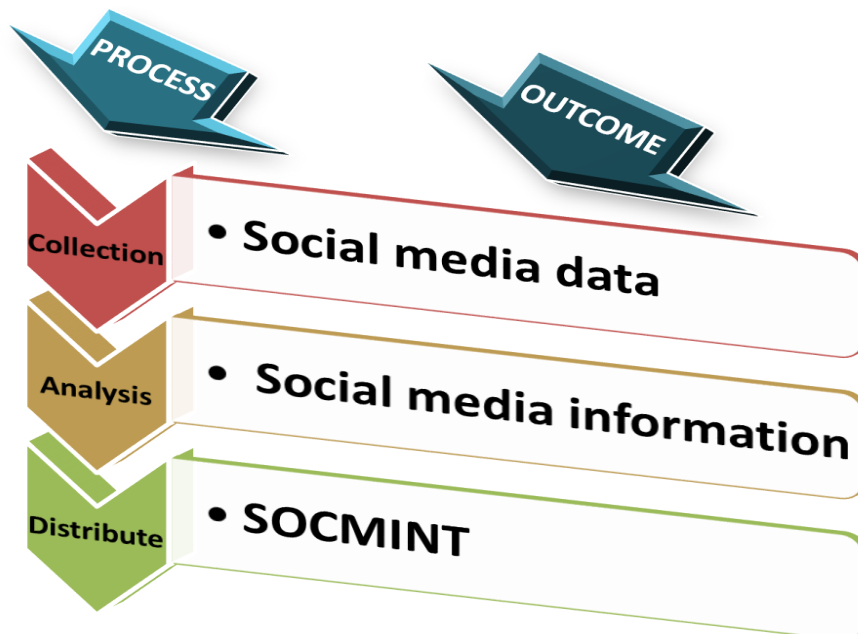 PROCESS
OUTCOME
Collection
• Social media data
Analysis
• Social media information
Distribute
• SOCMINT